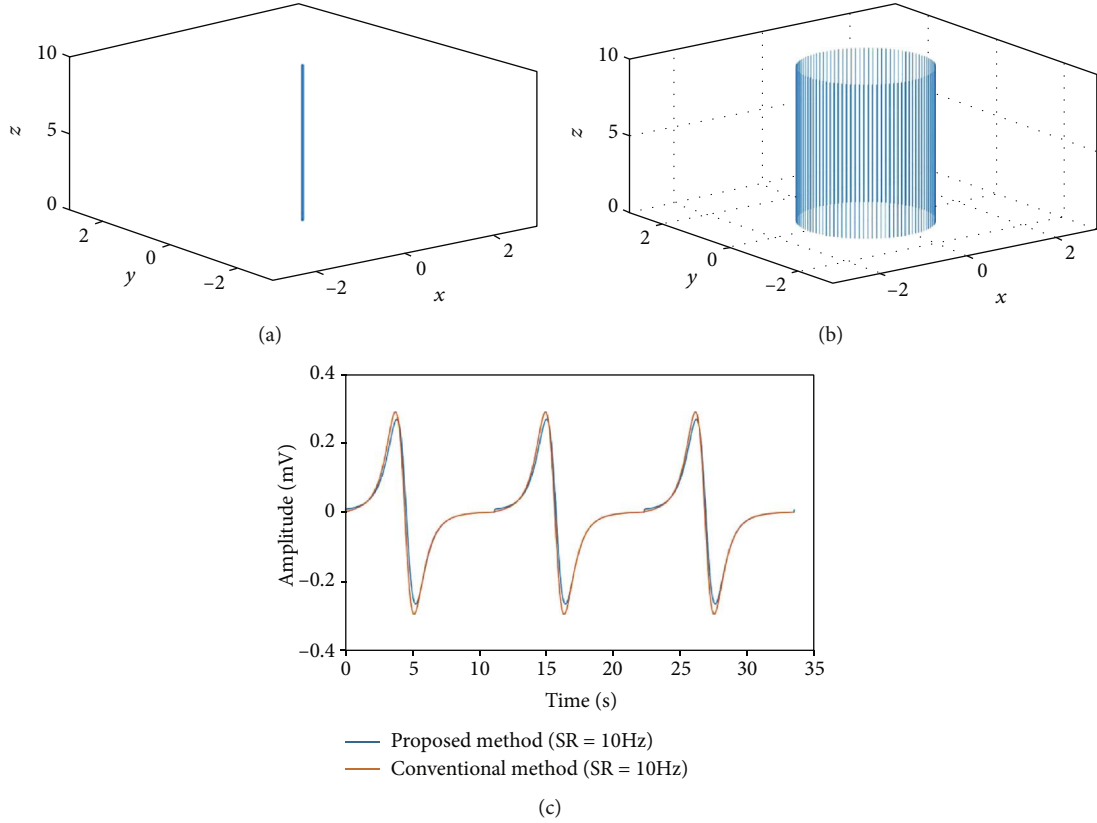 10
5
0
z
2
0
−2
y
−2
0
2
x
(a)
10
5
0
z
2
0
−2
y
−2
0
2
x
(b)
0.4
0.2
0
−0.2
−0.4
Amplitude (mV)
0 5 10 15 20 25 30 35
Time (s)
Proposed method (SR = 10Hz)
Conventional method (SR = 10Hz)
(c)